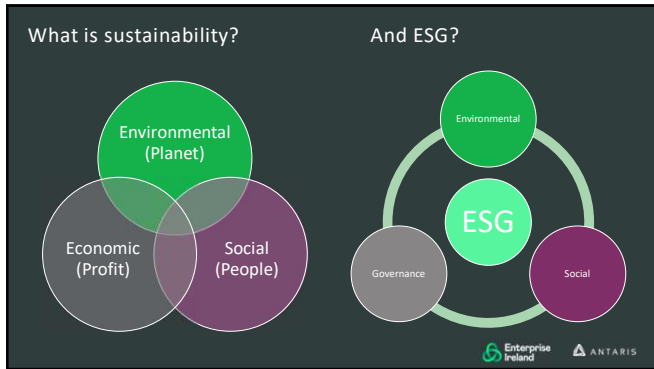 What is sustainability?
And ESG?
Environmental
(Planet)
Economic
(Profit)
Social
(People)
Environmental
ESG
Governance
Social
Enterprise
Ireland
ANTARIS